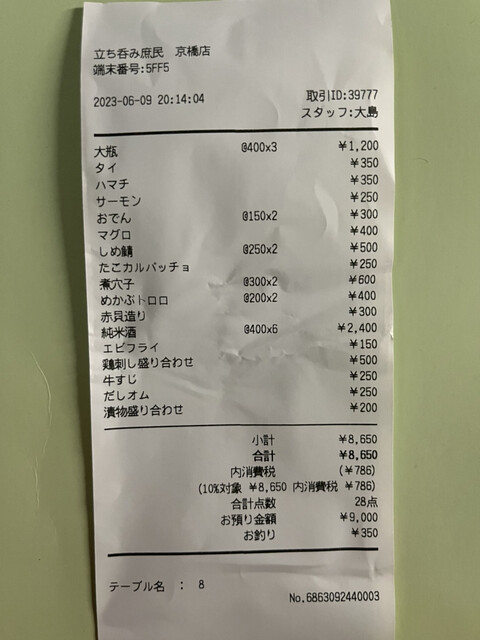 立ち呑み庶民　京橋店
端末番号:5FF5
2023-06-09 20:14:04 取引ID:39777
スタッフ:大島
大瓶 @400x3 ¥1,200
タイ ¥350
ハマチ ¥350
サーモン ¥250
おでん @150x2 ¥300
マグロ ¥400
しめ鯖 @250x2 ¥500
たこカルパッチョ ¥250
煮穴子 @300x2 ¥600
めかぶトロロ @200x2 ¥400
赤貝造り ¥300
純米酒 @400x6 ¥2,400
エビフライ ¥150
鶏刺し盛り合わせ ¥500
牛すじ ¥250
だしオム ¥250
漬物盛り合わせ ¥200
小計 ¥8,650
合計 ¥8,650
内消費税 (¥786)
(10%対象 ¥8,650 内消費税 ¥786)
合計点数 28点
お預り金額 ¥9,000
お釣り ¥350
テーブル名 : 8
No.6863092440003